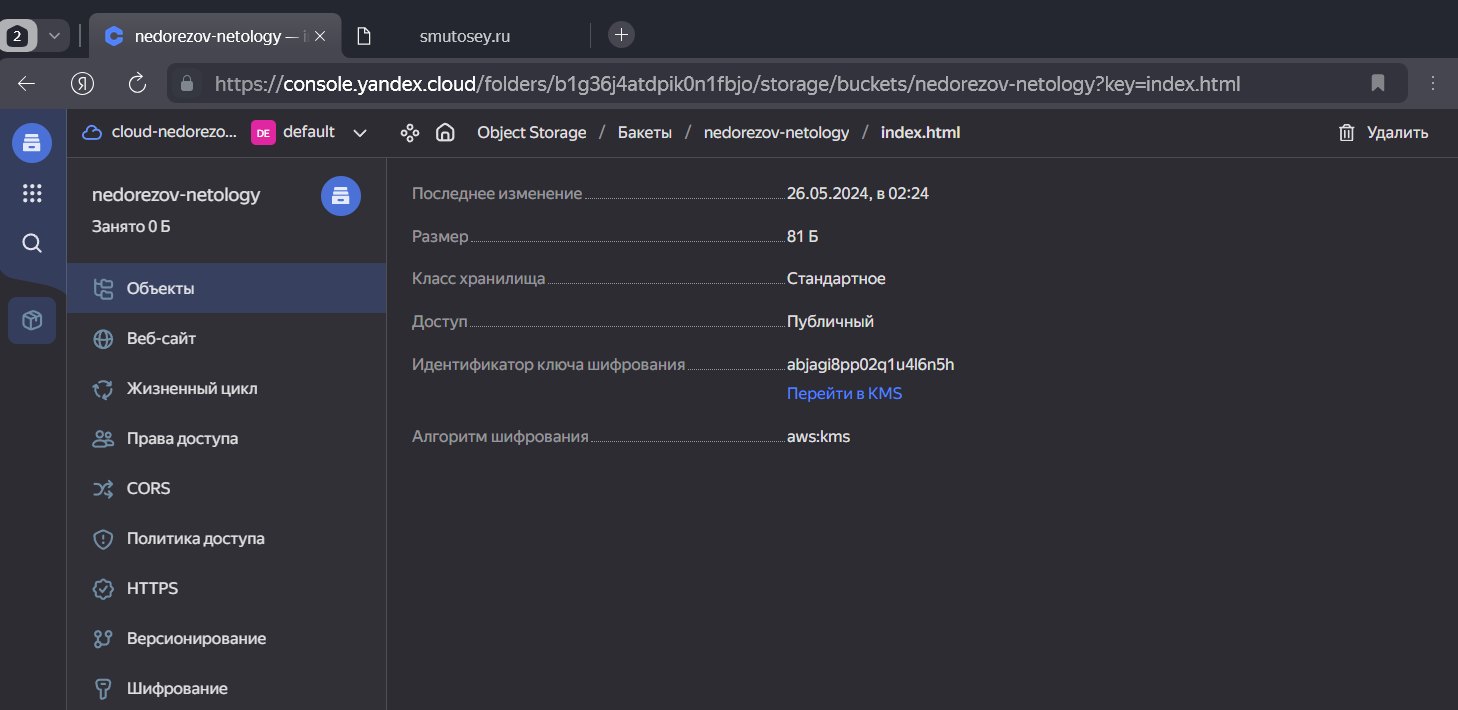 2
nedorezov-netology — i
smutosey.ru
https://console.yandex.cloud/folders/b1g36j4atdpik0n1fbjo/storage/buckets/nedorezov-netology?key=index.html
cloud-nedorezo... DE default Object Storage / Бакеты / nedorezov-netology / index.html Удалить
nedorezov-netology
Занято 0 Б
Объекты
Веб-сайт
Жизненный цикл
Права доступа
CORS
Политика доступа
HTTPS
Версионирование
Шифрование
Последнее изменение 26.05.2024, в 02:24
Размер 81 Б
Класс хранилища Стандартное
Доступ Публичный
Идентификатор ключа шифрования abjagi8pp02q1u4l6n5h
Перейти в KMS
Алгоритм шифрования aws:kms